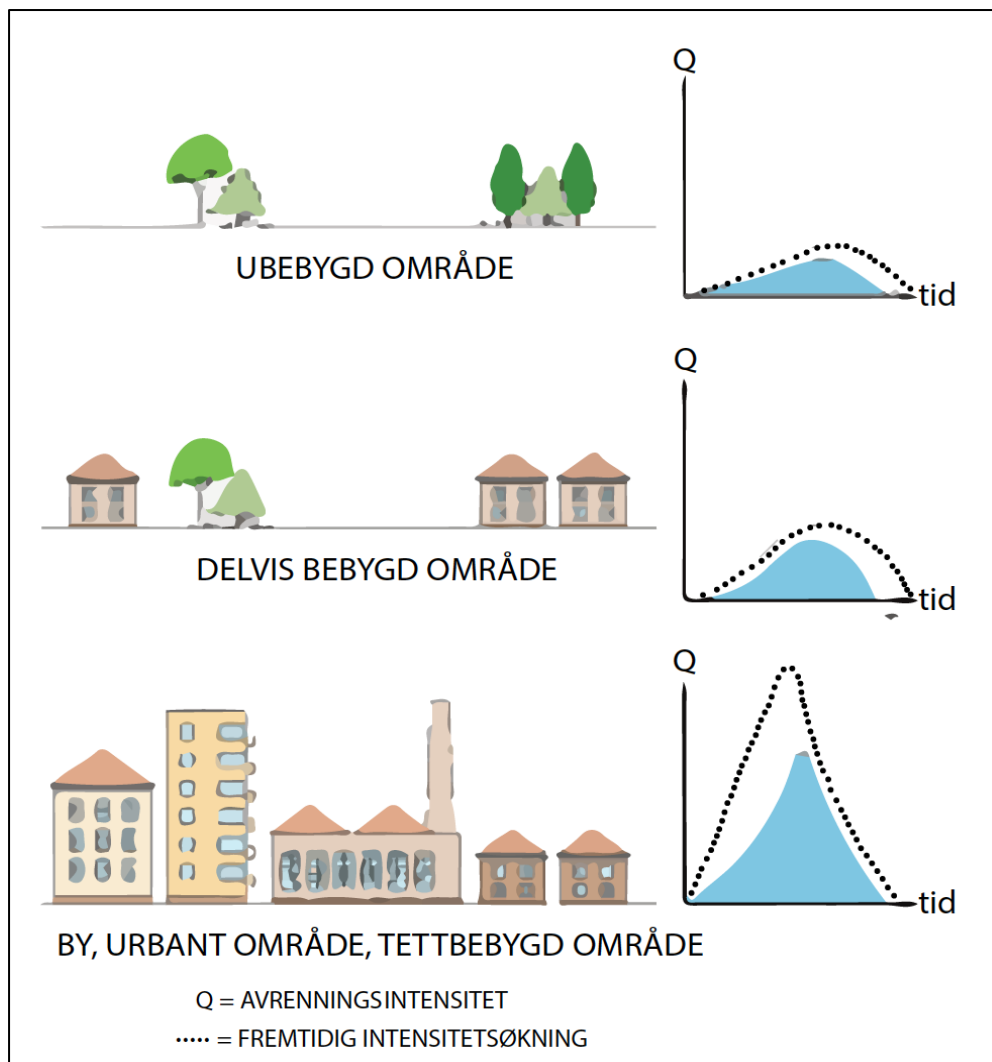 Q
UBEBYGD OMRÅDE
tid
Q
DELVIS BEBYGD OMRÅDE
tid
Q
tid
BY, URBANT OMRÅDE, TETTBEBYGD OMRÅDE
Q = AVRENNINGSINTENSITET
••••• = FREMTIDIG INTENSITETSØKNING